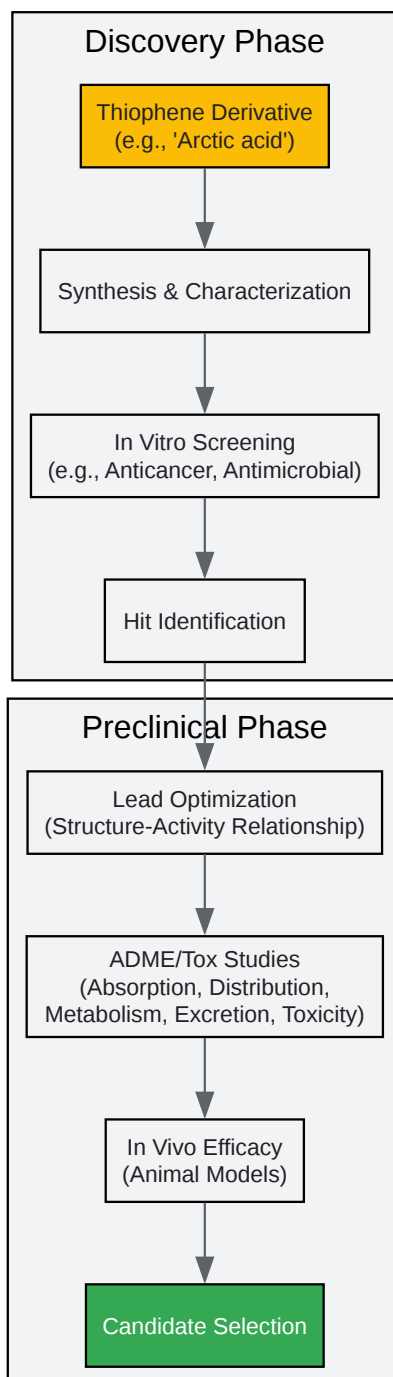 Discovery Phase
Thiophene Derivative
(e.g., 'Arctic acid')
Synthesis & Characterization
In Vitro Screening
(e.g., Anticancer, Antimicrobial)
Hit Identification
Preclinical Phase
Lead Optimization
(Structure-Activity Relationship)
ADME/Tox Studies
(Absorption, Distribution,
Metabolism, Excretion, Toxicity)
In Vivo Efficacy
(Animal Models)
Candidate Selection